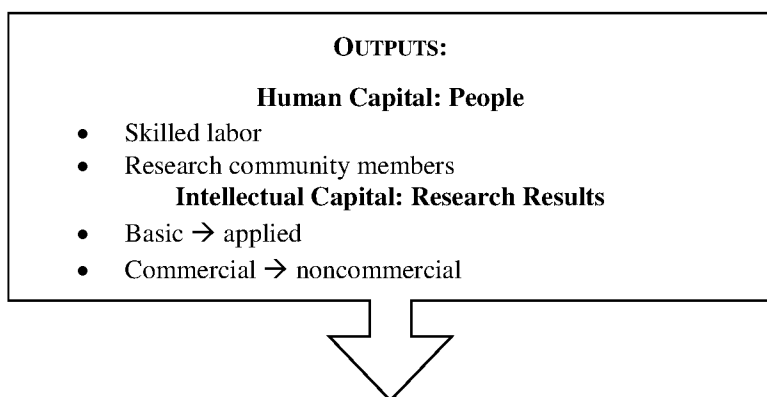 OUTPUTS:
Human Capital: People
• Skilled labor
• Research community members
Intellectual Capital: Research Results
• Basic → applied
• Commercial → noncommercial